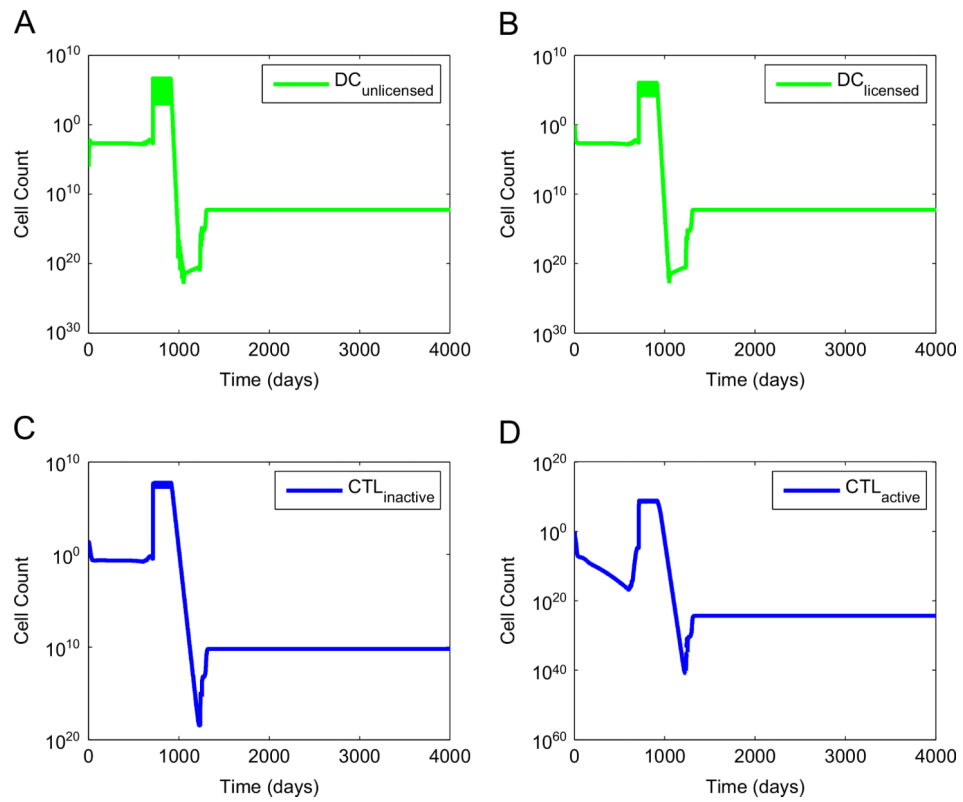 A
B
10^10
10^0
10^10
10^20
10^30
Cell Count
DC_unlicensed
0
1000
2000
3000
4000
Time (days)
10^10
10^0
10^10
10^20
10^30
Cell Count
DC_licensed
0
1000
2000
3000
4000
Time (days)
C
D
10^10
10^0
10^10
10^20
Cell Count
CTL_inactive
0
1000
2000
3000
4000
Time (days)
10^20
10^0
10^20
10^40
10^60
Cell Count
CTL_active
0
1000
2000
3000
4000
Time (days)